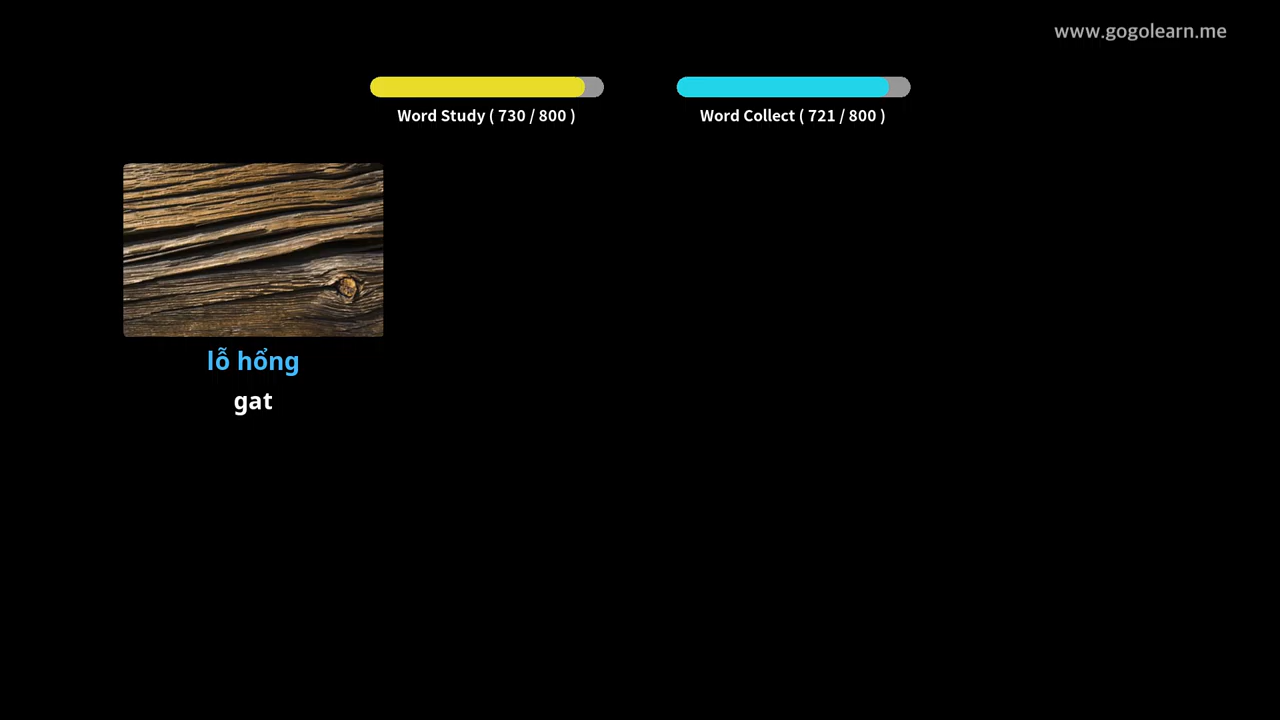 www.gogolearn.me
Word Study ( 730 / 800 )
Word Collect ( 721 / 800 )
lỗ hổng
gat